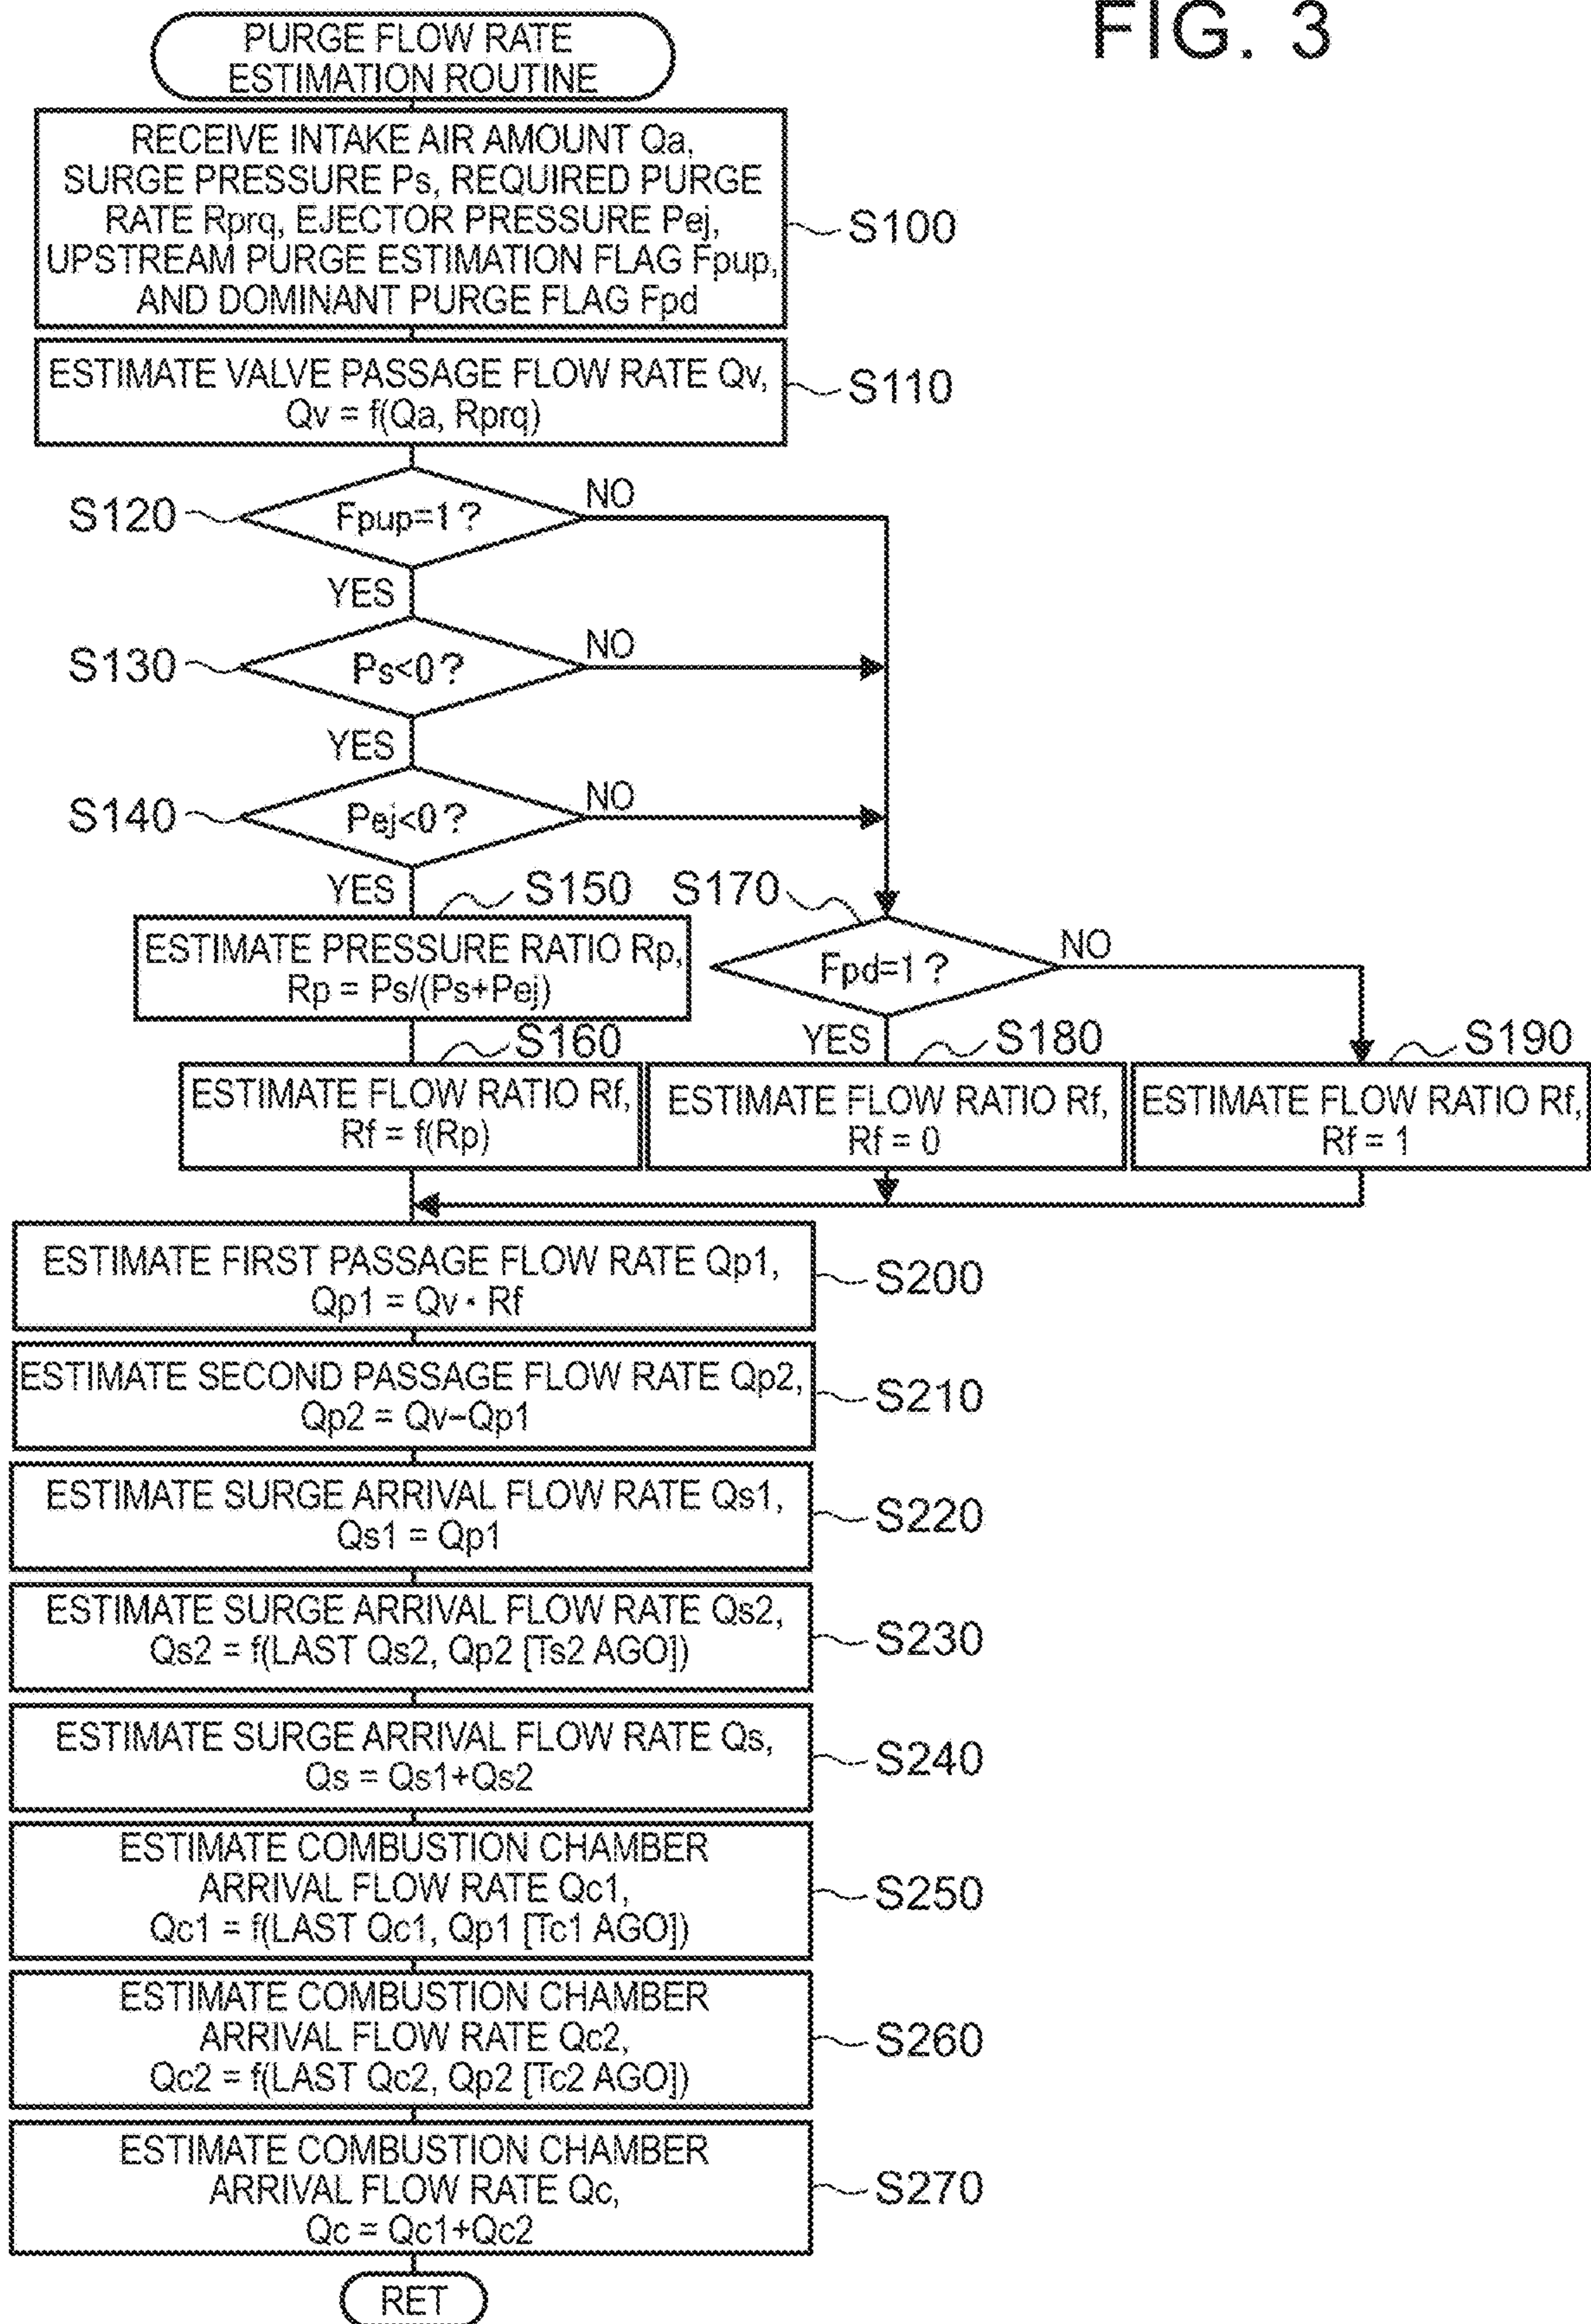 FIG. 3
PURGE FLOW RATE
ESTIMATION ROUTINE
RECEIVE INTAKE AIR AMOUNT Qa,
SURGE PRESSURE Ps, REQUIRED PURGE
RATE Rprq, EJECTOR PRESSURE Pej,
UPSTREAM PURGE ESTIMATION FLAG Fpup,
AND DOMINANT PURGE FLAG Fpd
S100
ESTIMATE VALVE PASSAGE FLOW RATE Qv,
Qv = f(Qa, Rprq)
S110
S120
Fpup=1?
NO
YES
S130
Ps<0?
NO
YES
S140
Pej<0?
NO
YES
S150
ESTIMATE PRESSURE RATIO Rp,
Rp = Ps/(Ps+Pej)
S170
Fpd=1?
NO
YES
S160
ESTIMATE FLOW RATIO Rf,
Rf = f(Rp)
S180
ESTIMATE FLOW RATIO Rf,
Rf = 0
S190
ESTIMATE FLOW RATIO Rf,
Rf = 1
ESTIMATE FIRST PASSAGE FLOW RATE Qp1,
Qp1 = Qv・Rf
S200
ESTIMATE SECOND PASSAGE FLOW RATE Qp2,
Qp2 = Qv−Qp1
S210
ESTIMATE SURGE ARRIVAL FLOW RATE Qs1,
Qs1 = Qp1
S220
ESTIMATE SURGE ARRIVAL FLOW RATE Qs2,
Qs2 = f(LAST Qs2, Qp2 [Ts2 AGO])
S230
ESTIMATE SURGE ARRIVAL FLOW RATE Qs,
Qs = Qs1+Qs2
S240
ESTIMATE COMBUSTION CHAMBER
ARRIVAL FLOW RATE Qc1,
Qc1 = f(LAST Qc1, Qp1 [Tc1 AGO])
S250
ESTIMATE COMBUSTION CHAMBER
ARRIVAL FLOW RATE Qc2,
Qc2 = f(LAST Qc2, Qp2 [Tc2 AGO])
S260
ESTIMATE COMBUSTION CHAMBER
ARRIVAL FLOW RATE Qc,
Qc = Qc1+Qc2
S270
RET